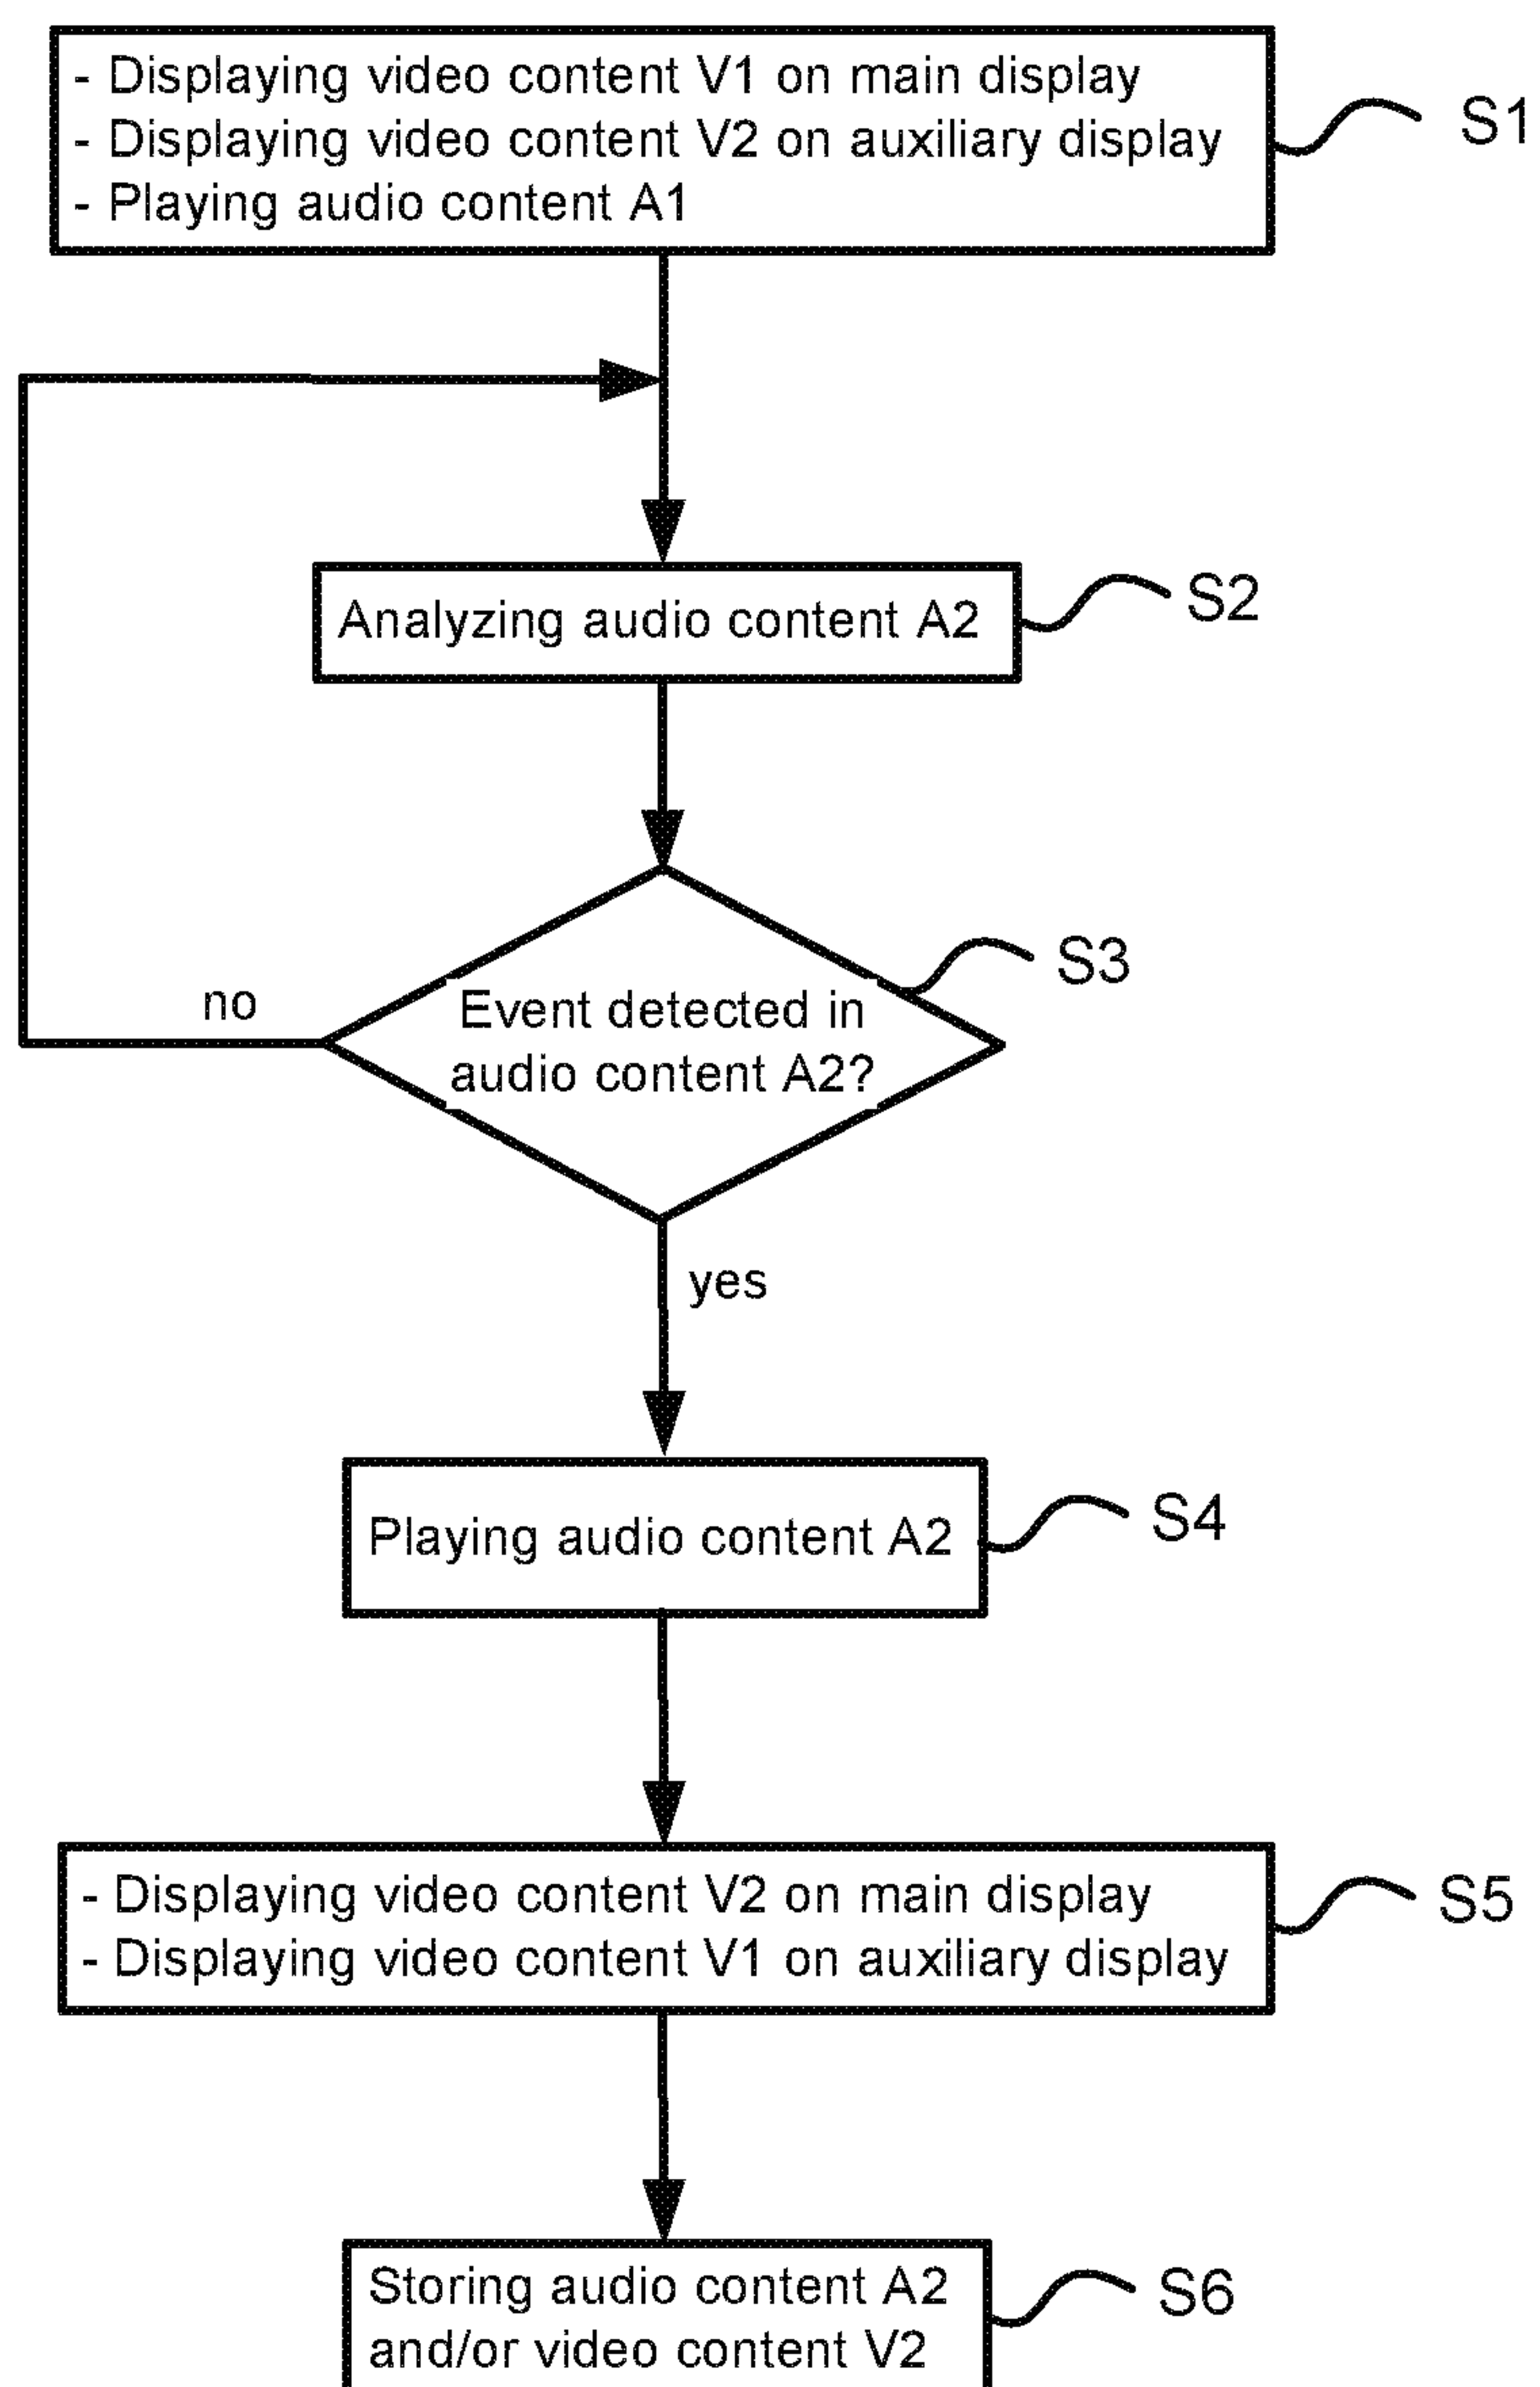 - Displaying video content V1 on main display
- Displaying video content V2 on auxiliary display
- Playing audio content A1
S1
Analyzing audio content A2
S2
S3
Event detected in
audio content A2?
no
yes
Playing audio content A2
S4
- Displaying video content V2 on main display
- Displaying video content V1 on auxiliary display
S5
Storing audio content A2
and/or video content V2
S6